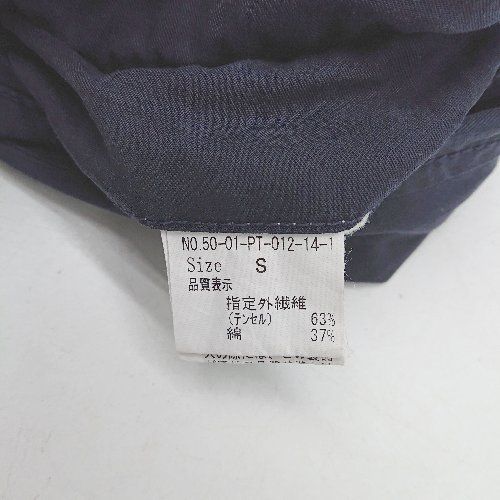 NO.50-01-PT-012-14-1
Size S
品質表示
指定外繊維
(テンセル) 63%
綿 37%